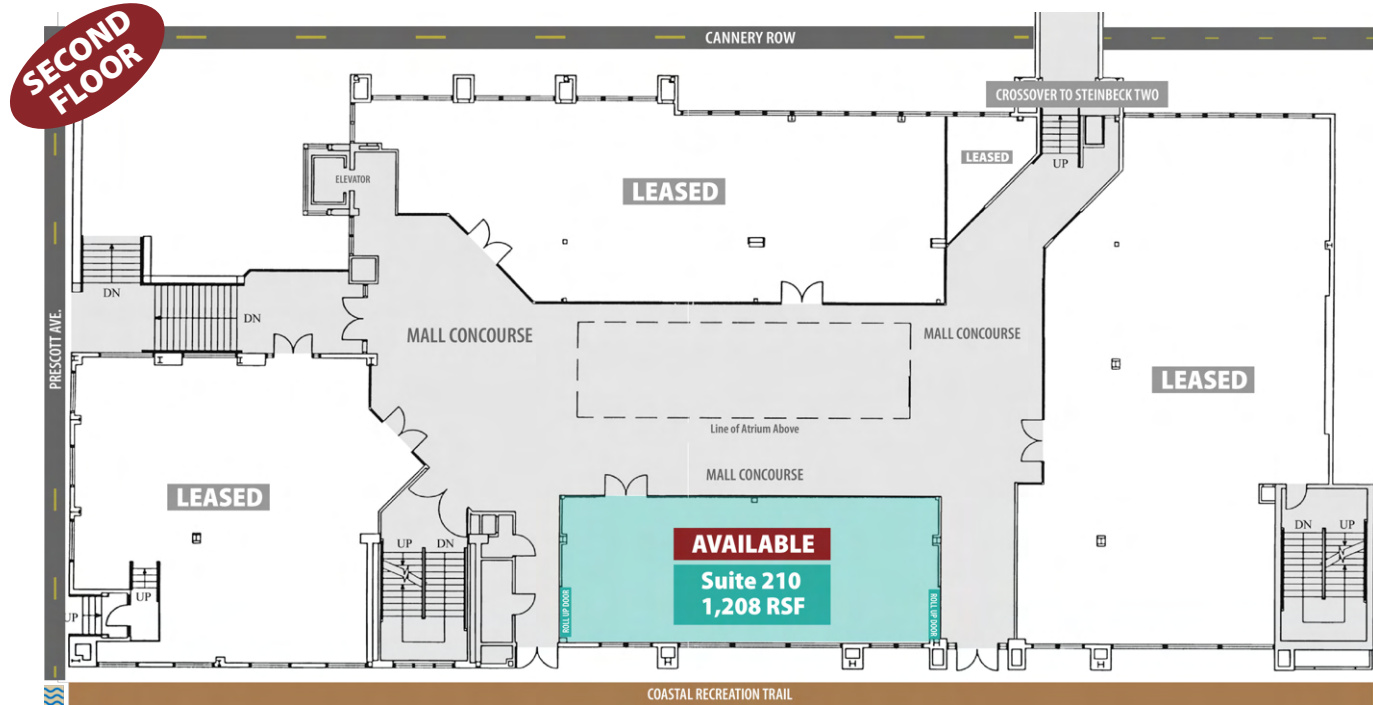 SECOND
FLOOR
CANNERY ROW
CROSSOVER TO STEINBECK TWO
UP
LEASED
ELEVATOR
LEASED
DN
DN
PRESCOTT AVE.
MALL CONCOURSE
MALL CONCOURSE
LEASED
Line of Atrium Above
MALL CONCOURSE
LEASED
AVAILABLE
Suite 210
1,208 RSF
ROLL UP DOOR
ROLL UP DOOR
UP
DN
DN
UP
UP
UP
COASTAL RECREATION TRAIL